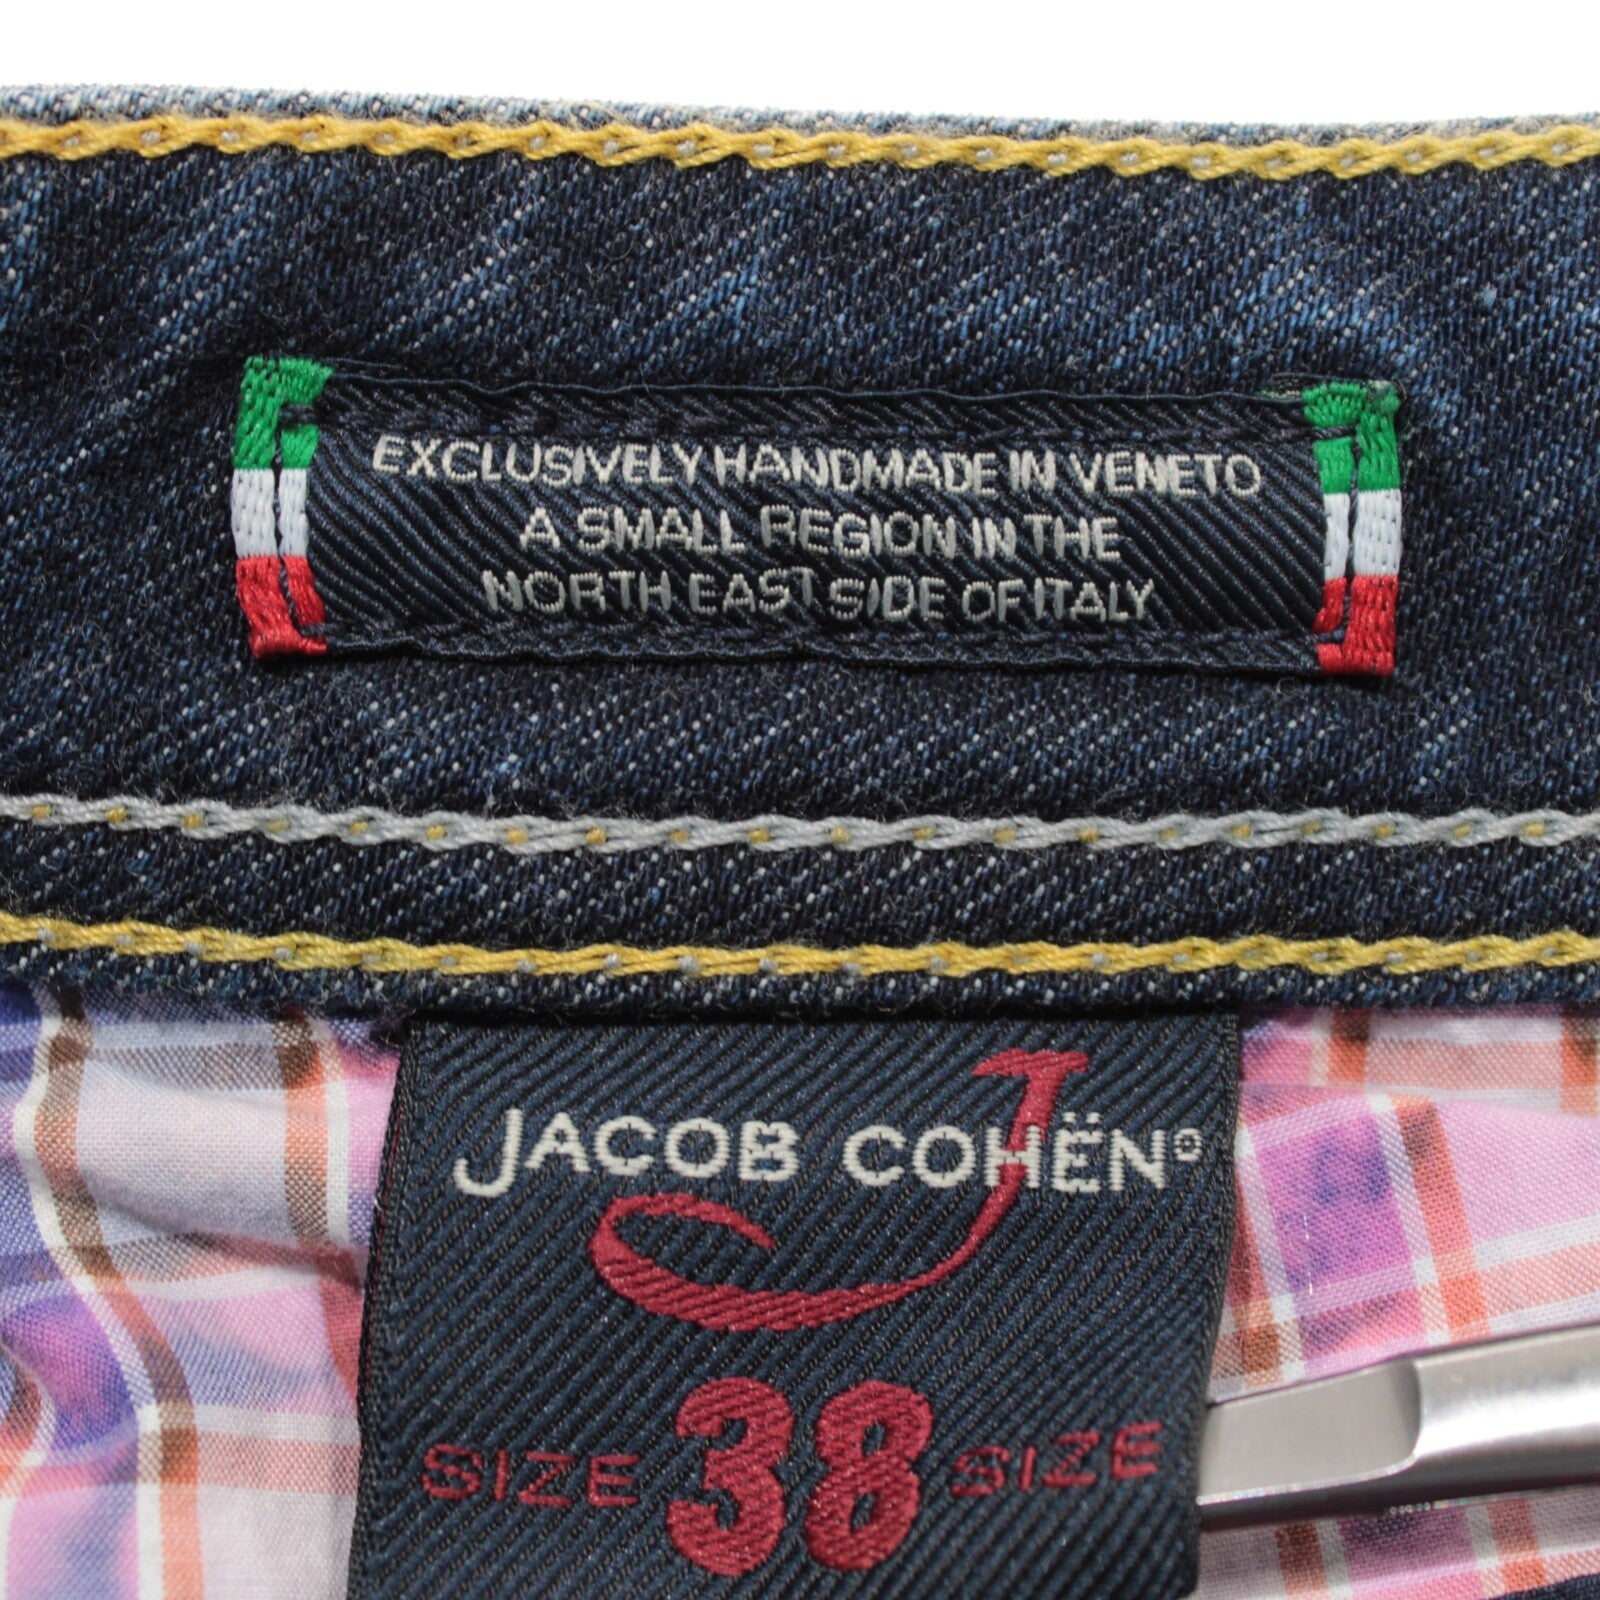 EXCLUSIVELY HANDMADE IN VENETO
A SMALL REGION IN THE
NORTH EAST SIDE OF ITALY
JACOB COHËN®
J
SIZE 38 SIZE